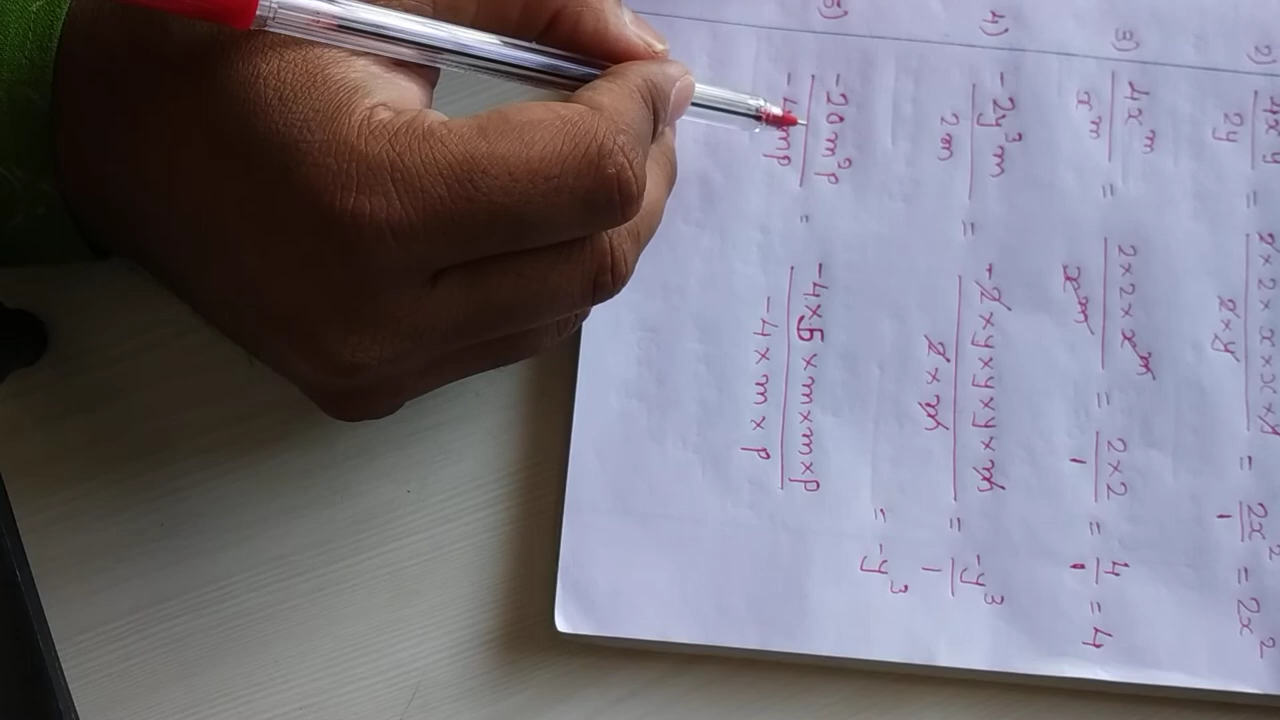 2) 4x³y / 2y = 2×2×x×x×y / 2×y = 2x² / 1 = 2x²
3) 4x^m / x^m = 2×2×x^m / x^m = 2×2 / 1 = 4 / 1 = 4
4) -2y³m / 2m = -2×y×y×y×m / 2×m = -y³ / 1
= -y³
5) -20m²p / -4mp = -4×5×m×m×p / -4×m×p